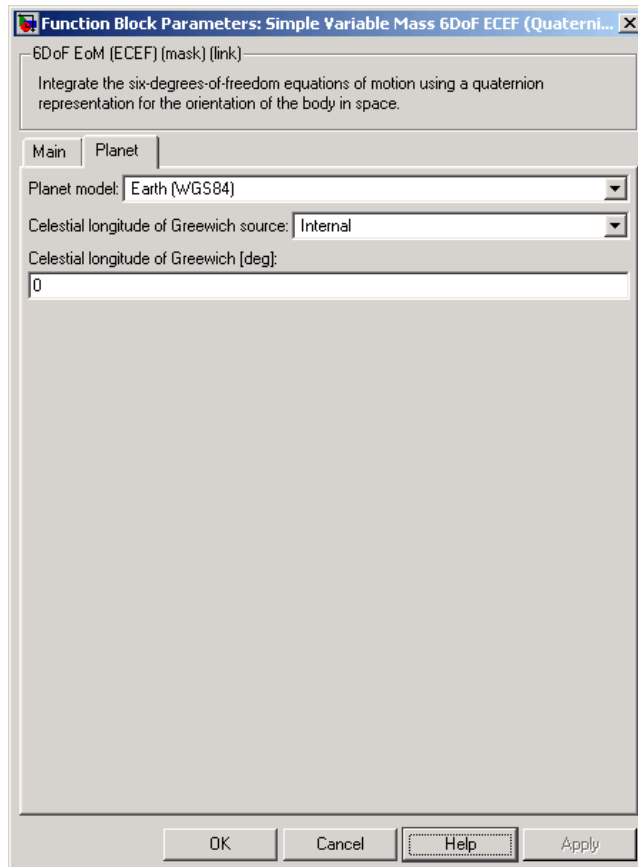 Function Block Parameters: Simple Variable Mass 6DoF ECEF (Quaterni...
6DoF EoM (ECEF) (mask) (link)
Integrate the six-degrees-of-freedom equations of motion using a quaternion
representation for the orientation of the body in space.
Main Planet
Planet model: Earth (WGS84)
Celestial longitude of Greewich source: Internal
Celestial longitude of Greewich [deg]:
0
OK Cancel Help Apply